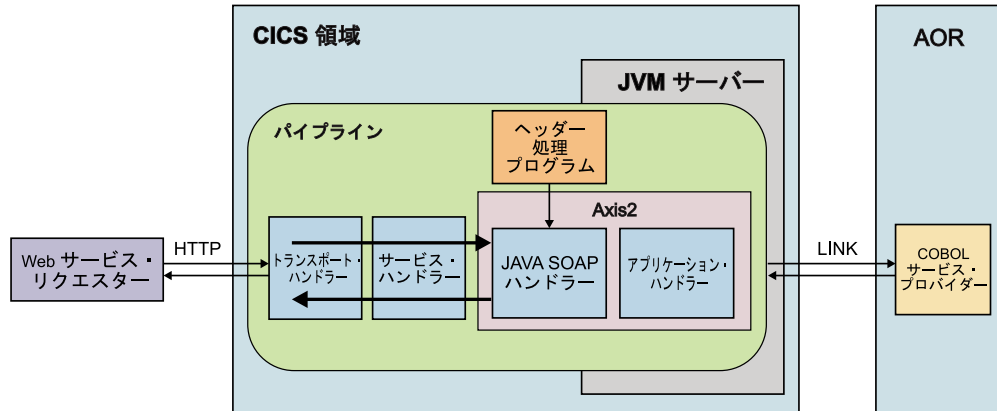 CICS 領域
AOR
JVM サーバー
パイプライン
ヘッダー
処理
プログラム
Axis2
Web サービス・
リクエスター
HTTP
トランスポート・
ハンドラー
サービス・
ハンドラー
JAVA SOAP
ハンドラー
アプリケーション・
ハンドラー
LINK
COBOL
サービス・
プロバイダー